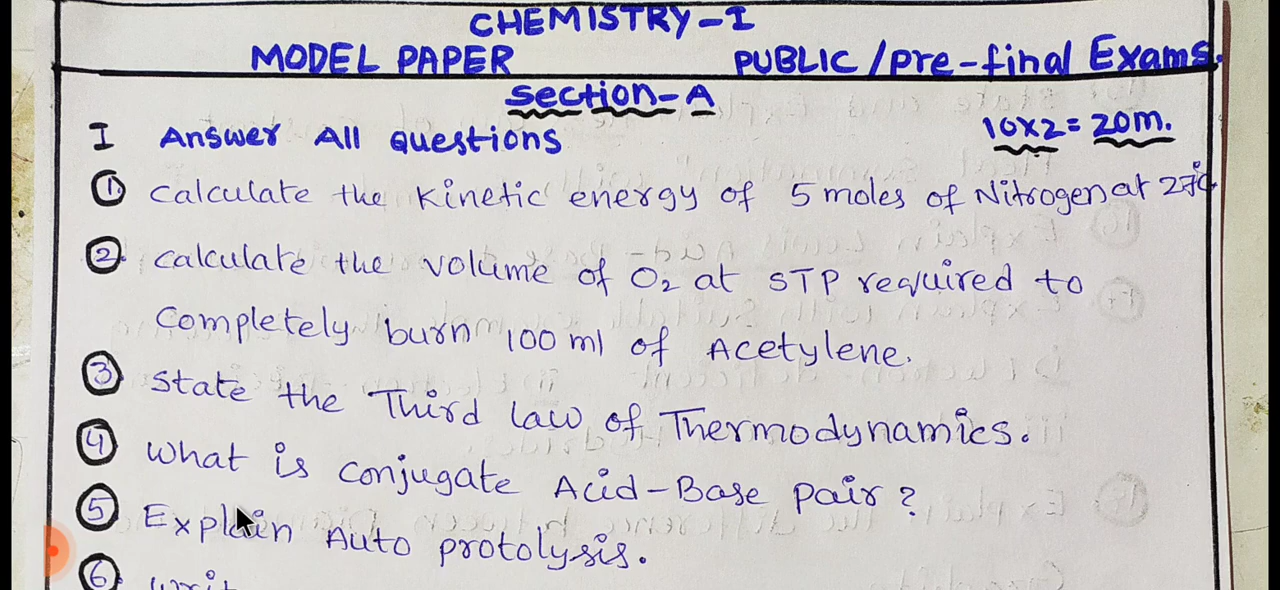 CHEMISTRY-I
MODEL PAPER PUBLIC/pre-final Exams.
Section-A
I Answer All Questions 10x2=20m.
① Calculate the Kinetic energy of 5 moles of Nitrogen at 27°C.
②. Calculate the volume of O₂ at STP required to
Completely burn 100 ml of Acetylene.
③. State the Third law of Thermodynamics.
④ What is conjugate Acid-Base pair?
⑤ Explain Auto protolysis.
⑥.